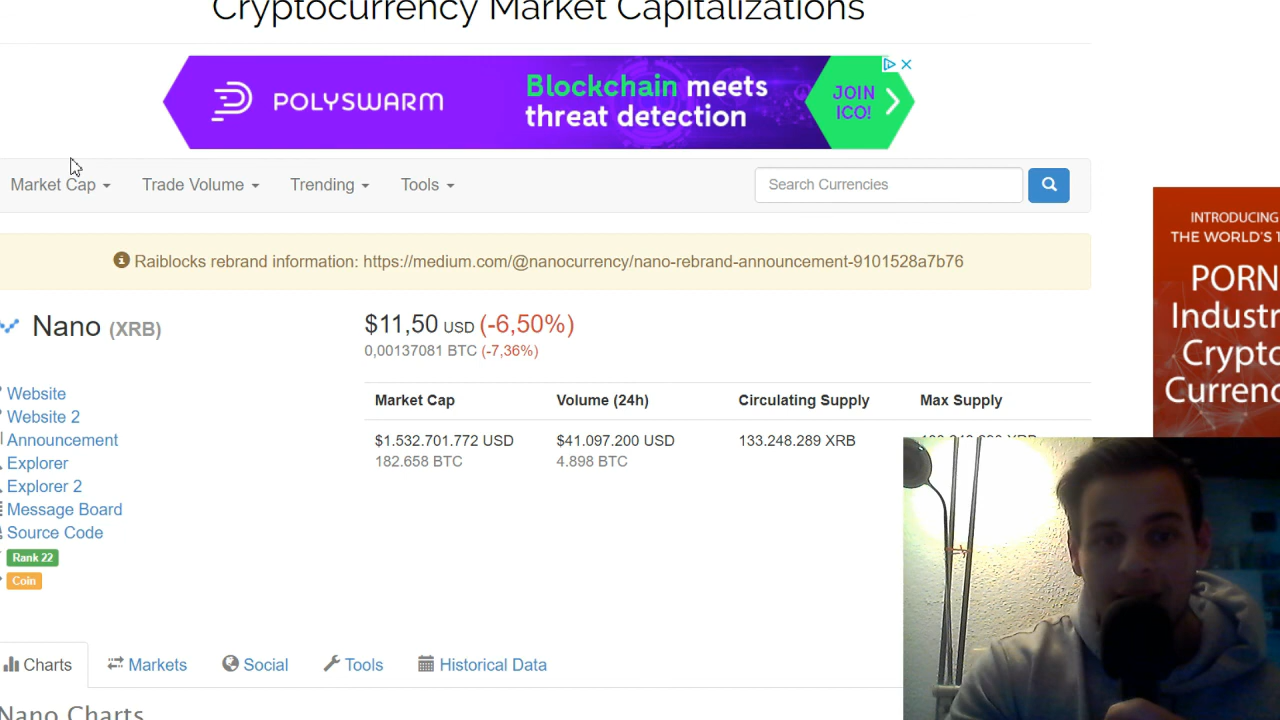 Cryptocurrency Market Capitalizations
POLYSWARM
Blockchain meets
threat detection
JOIN
ICO!
Market Cap
Trade Volume
Trending
Tools
Search Currencies
INTRODUCING
THE WORLD'S
PORN
Industr
Crypto
Currenc
Raiblocks rebrand information: https://medium.com/@nanocurrency/nano-rebrand-announcement-9101528a7b76
Nano (XRB)
$11,50 USD (-6,50%)
0,00137081 BTC (-7,36%)
Website
Website 2
Announcement
Explorer
Explorer 2
Message Board
Source Code
Rank 22
Coin
Market Cap
Volume (24h)
Circulating Supply
Max Supply
$1.532.701.772 USD
$41.097.200 USD
133.248.289 XRB
182.658 BTC
4.898 BTC
Charts
Markets
Social
Tools
Historical Data
Nano Charts